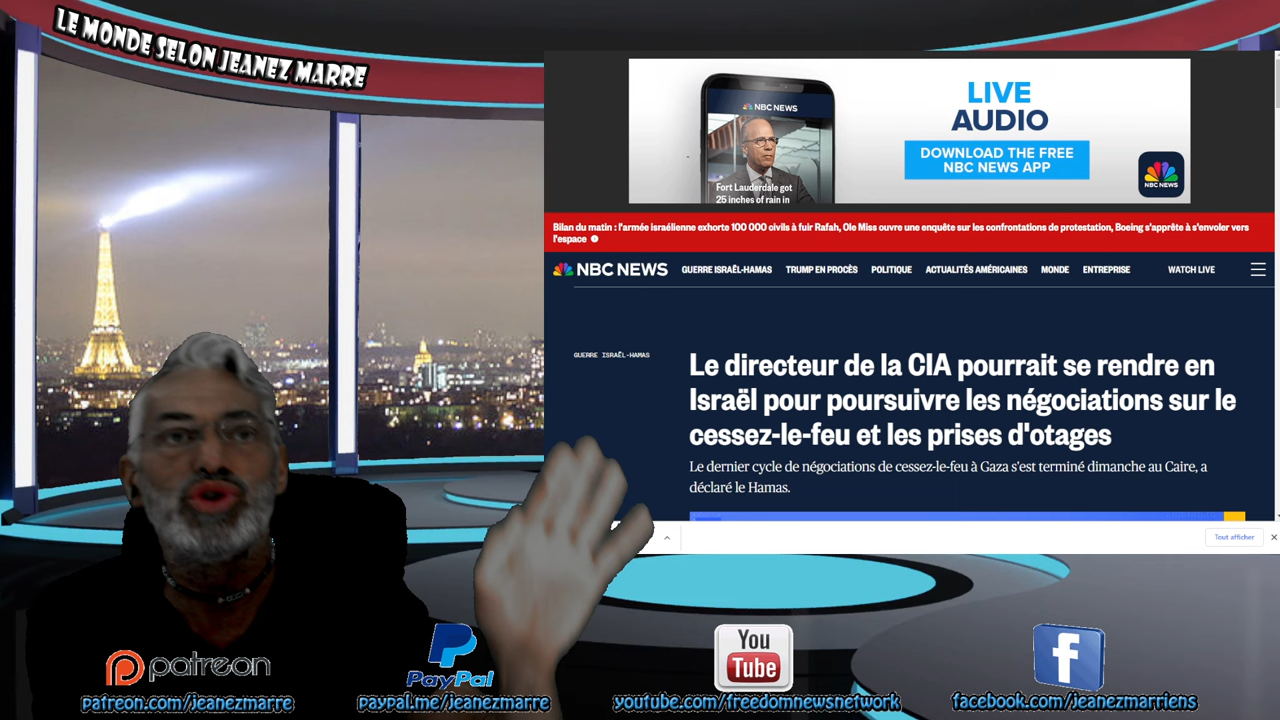 LE MONDE SELON JEANEZ MARRE
NBC NEWS
Fort Lauderdale got
25 inches of rain in
LIVE
AUDIO
DOWNLOAD THE FREE
NBC NEWS APP
NBC NEWS
Bilan du matin : l'armée israélienne exhorte 100 000 civils à fuir Rafah, Ole Miss ouvre une enquête sur les confrontations de protestation, Boeing s'apprête à s'envoler vers
l'espace
NBC NEWS GUERRE ISRAËL-HAMAS TRUMP EN PROCÈS POLITIQUE ACTUALITÉS AMÉRICAINES MONDE ENTREPRISE WATCH LIVE
GUERRE ISRAËL-HAMAS
Le directeur de la CIA pourrait se rendre en
Israël pour poursuivre les négociations sur le
cessez-le-feu et les prises d'otages
Le dernier cycle de négociations de cessez-le-feu à Gaza s'est terminé dimanche au Caire, a
déclaré le Hamas.
Tout afficher
patreon
PayPal
You
Tube
f
patreon.com/jeanezmarre
paypal.me/jeanezmarre
youtube.com/freedomnewsnetwork
facebook.com/jeanezmarriens